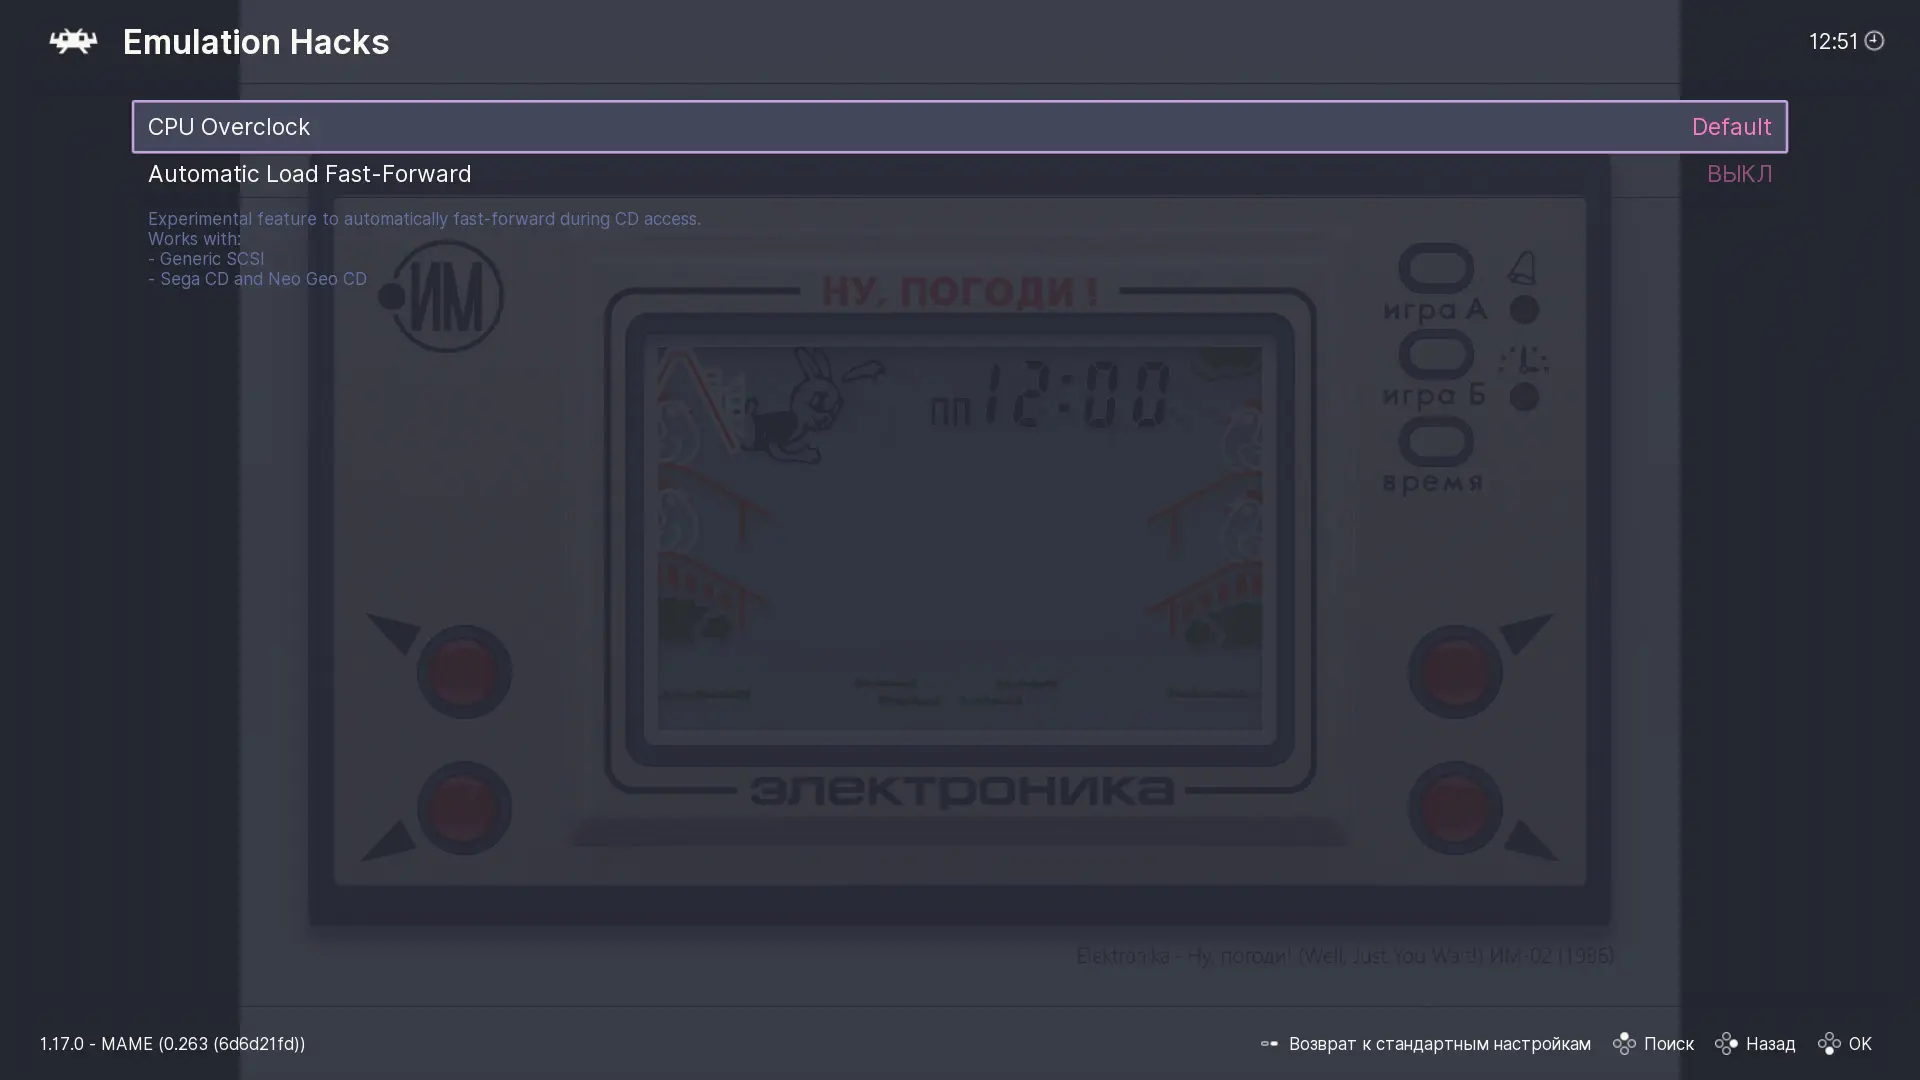 Emulation Hacks
12:51
CPU Overclock
Default
Automatic Load Fast-Forward
ВЫКЛ
Experimental feature to automatically fast-forward during CD access.
Works with:
- Generic SCSI
- Sega CD and Neo Geo CD
ИМ
НУ, ПОГОДИ!
игра А
пп 12:00
игра Б
время
электроника
Elektronika - Ну, погоди! (Well, Just You Wait!) ИМ-02 (1986)
1.17.0 - MAME (0.263 (6d6d21fd))
Возврат к стандартным настройкам
Поиск
Назад
OK